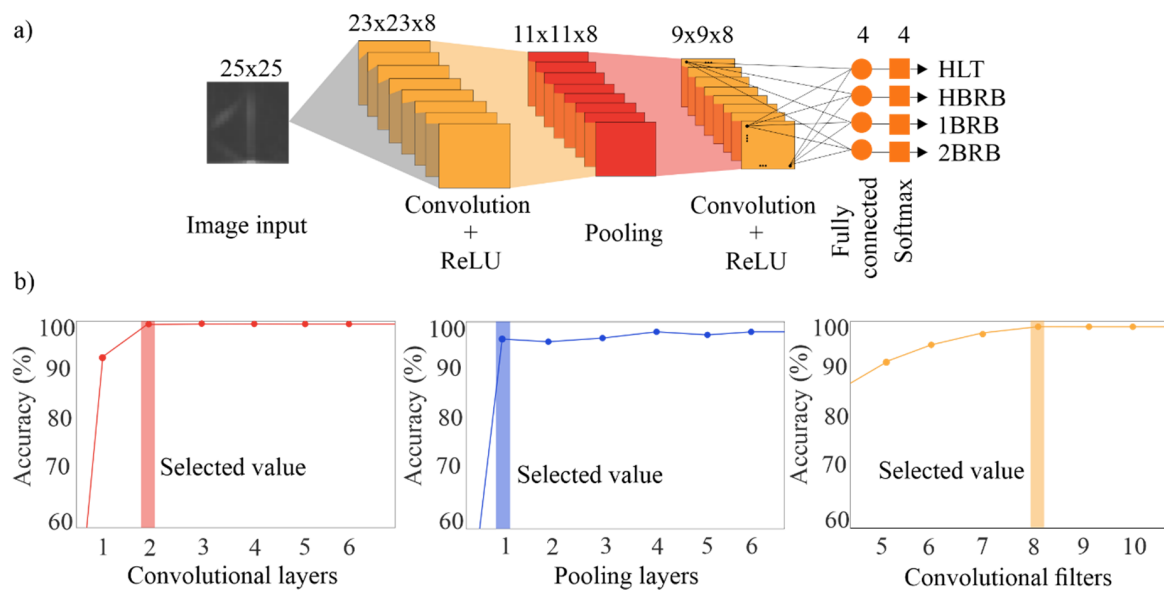 a)
25x25
23x23x8
11x11x8
9x9x8
4
4
HLT
HBRB
1BRB
2BRB
Image input
Convolution
+
ReLU
Pooling
Convolution
+
ReLU
Fully
connected
Softmax
b)
Accuracy (%)
100
90
80
70
60
Selected value
1 2 3 4 5 6
Convolutional layers
Accuracy (%)
100
90
80
70
60
Selected value
1 2 3 4 5 6
Pooling layers
Accuracy (%)
100
90
80
70
60
Selected value
5 6 7 8 9 10
Convolutional filters